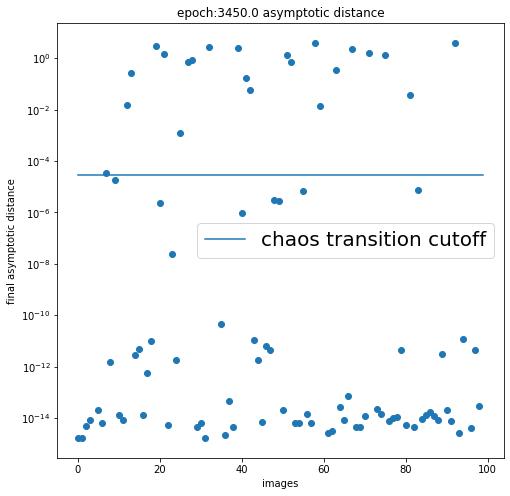 epoch:3450.0 asymptotic distance
final asymptotic distance
10^0
10^-2
10^-4
10^-6
10^-8
10^-10
10^-12
10^-14
chaos transition cutoff
0 20 40 60 80 100
images